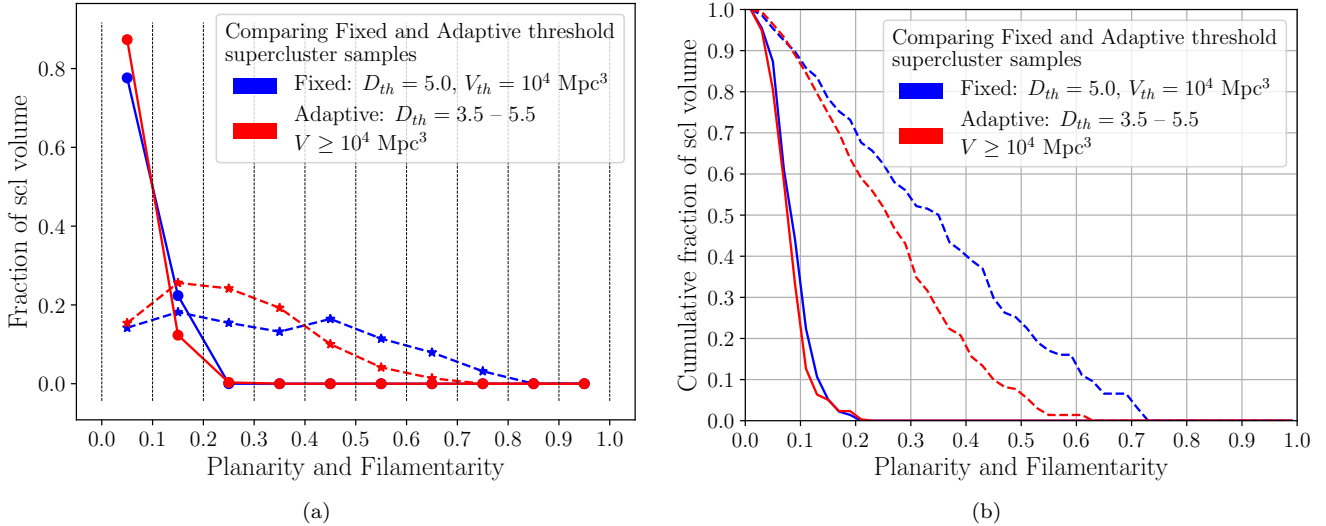 Comparing Fixed and Adaptive threshold
supercluster samples
Fixed: D_{th} = 5.0, V_{th} = 10^4 Mpc^3
Adaptive: D_{th} = 3.5 – 5.5
V ≥ 10^4 Mpc^3
Fraction of scl volume
0.8
0.6
0.4
0.2
0.0
0.0 0.1 0.2 0.3 0.4 0.5 0.6 0.7 0.8 0.9 1.0
Planarity and Filamentarity
(a)
Comparing Fixed and Adaptive threshold
supercluster samples
Fixed: D_{th} = 5.0, V_{th} = 10^4 Mpc^3
Adaptive: D_{th} = 3.5 – 5.5
V ≥ 10^4 Mpc^3
Cumulative fraction of scl volume
1.0
0.9
0.8
0.7
0.6
0.5
0.4
0.3
0.2
0.1
0.0
0.0 0.1 0.2 0.3 0.4 0.5 0.6 0.7 0.8 0.9 1.0
Planarity and Filamentarity
(b)